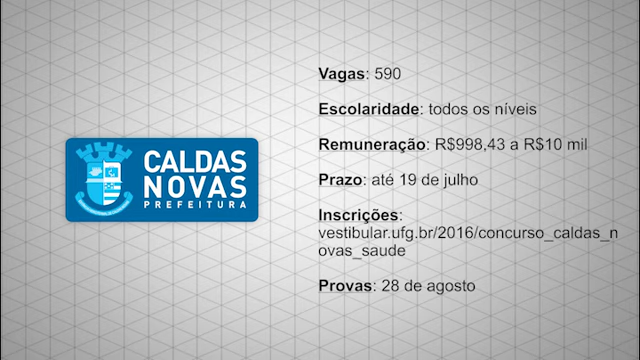 CALDAS
NOVAS
PREFEITURA
Vagas: 590
Escolaridade: todos os níveis
Remuneração: R$998,43 a R$10 mil
Prazo: até 19 de julho
Inscrições:
vestibular.ufg.br/2016/concurso_caldas_n
ovas_saude
Provas: 28 de agosto